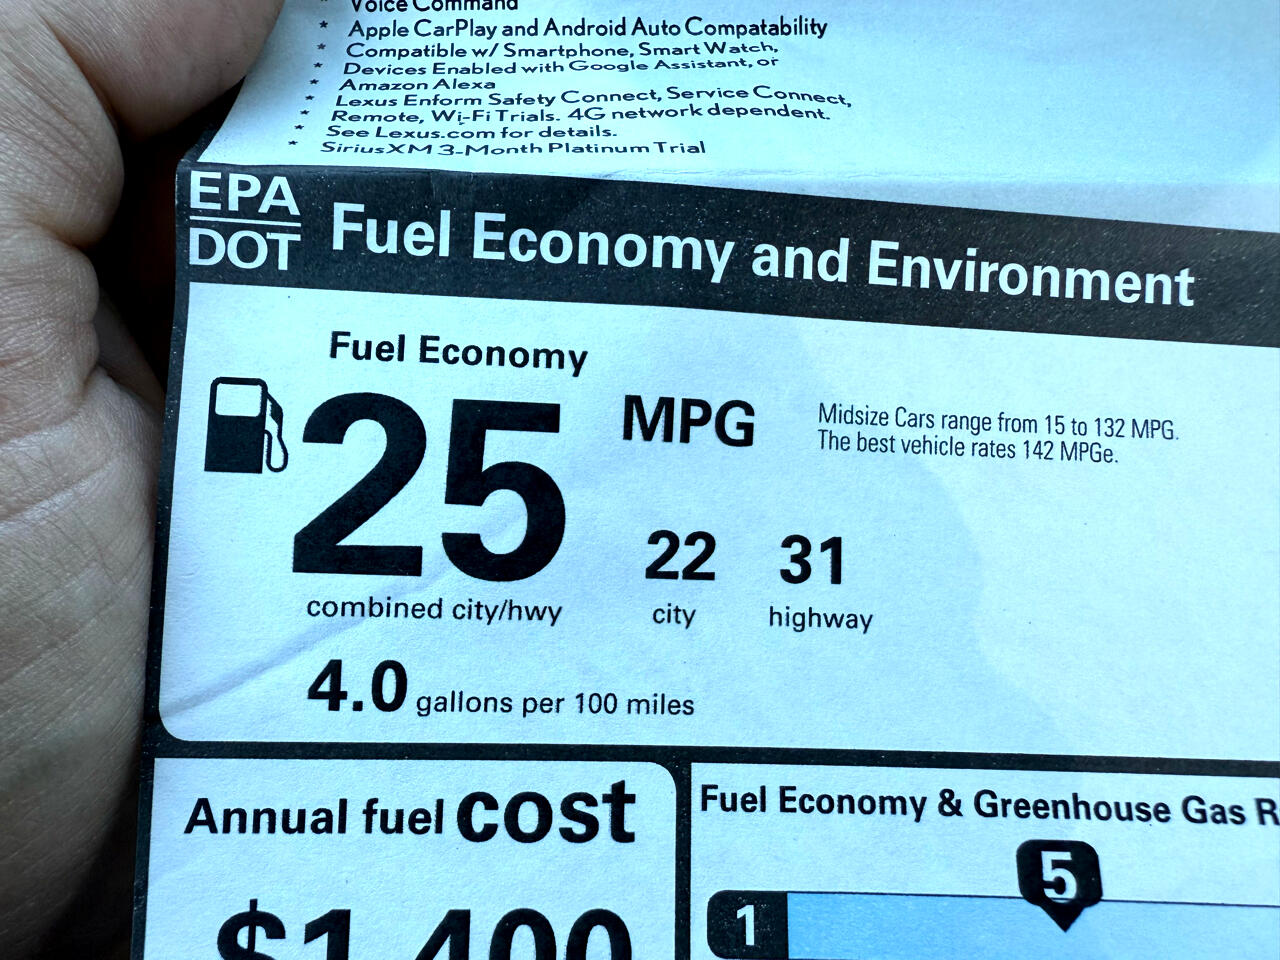 Voice Command
* Apple CarPlay and Android Auto Compatability
* Compatible w/ Smartphone, Smart Watch,
* Devices Enabled with Google Assistant, or
* Amazon Alexa
* Lexus Enform Safety Connect, Service Connect,
* Remote, Wi-Fi Trials. 4G network dependent.
* See Lexus.com for details.
* SiriusXM 3-Month Platinum Trial
EPA
DOT
Fuel Economy and Environment
Fuel Economy
25 MPG
Midsize Cars range from 15 to 132 MPG.
The best vehicle rates 142 MPGe.
22 31
combined city/hwy city highway
4.0 gallons per 100 miles
Annual fuel cost
$1,400
Fuel Economy & Greenhouse Gas R
5
1